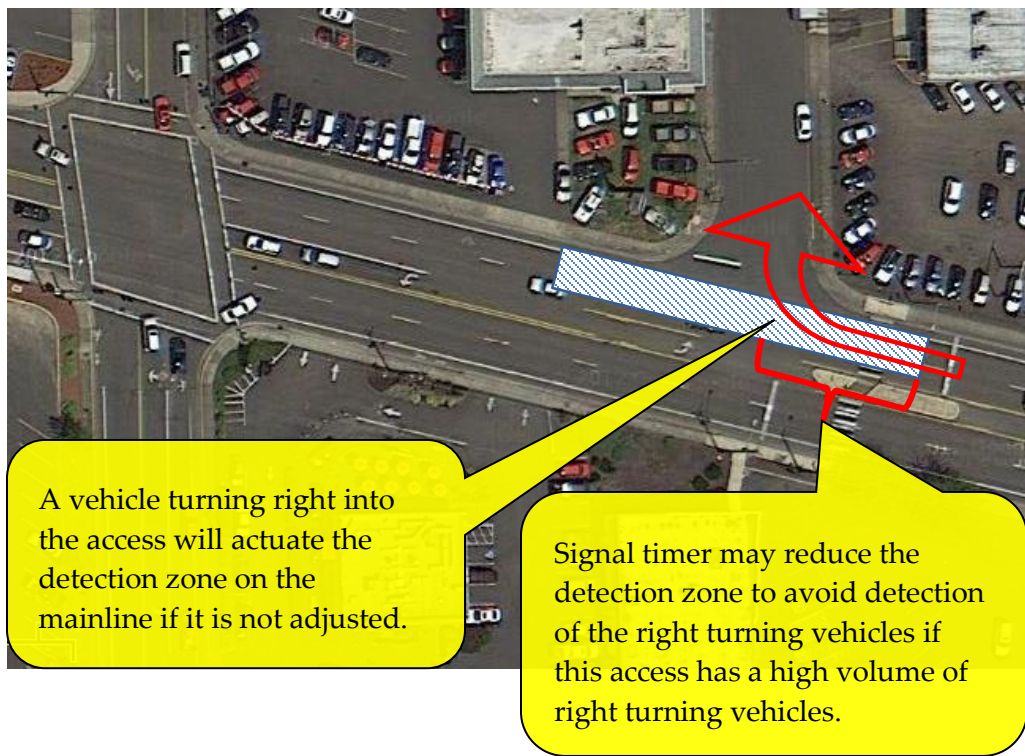 A vehicle turning right into
the access will actuate the
detection zone on the
mainline if it is not adjusted.
Signal timer may reduce the
detection zone to avoid detection
of the right turning vehicles if
this access has a high volume of
right turning vehicles.